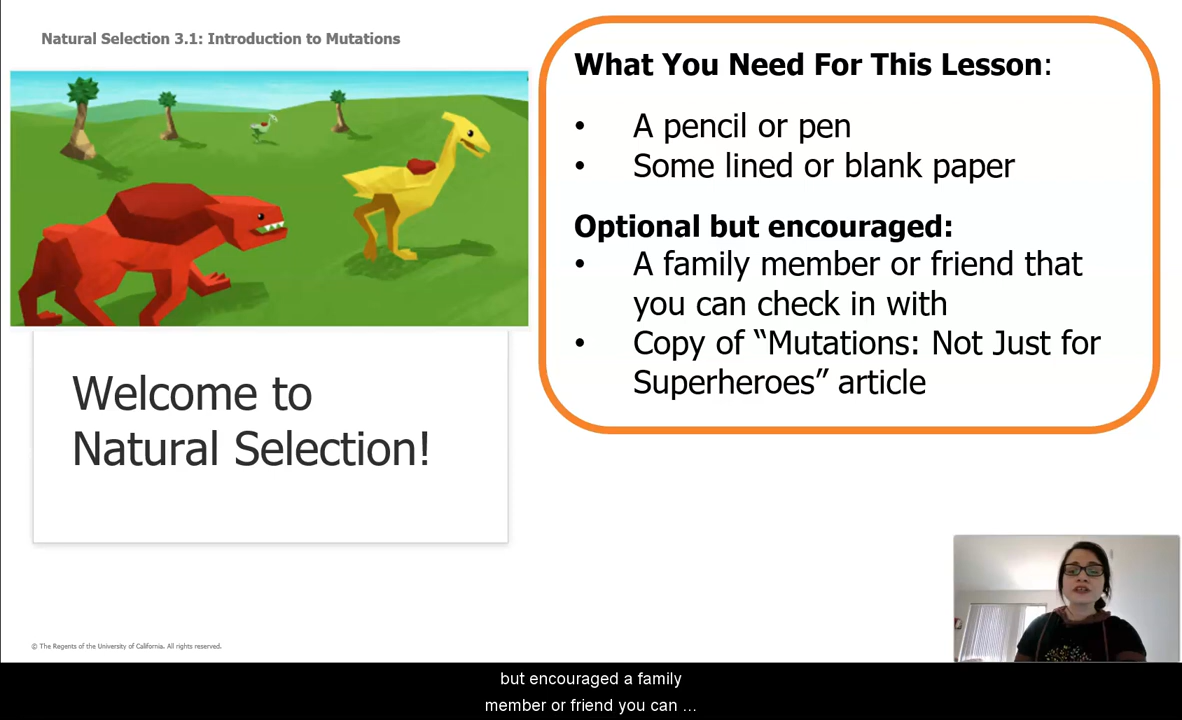 Natural Selection 3.1: Introduction to Mutations
What You Need For This Lesson:
• A pencil or pen
• Some lined or blank paper
Optional but encouraged:
• A family member or friend that
you can check in with
• Copy of “Mutations: Not Just for
Superheroes” article
Welcome to
Natural Selection!
© The Regents of the University of California. All rights reserved.
but encouraged a family
member or friend you can ...